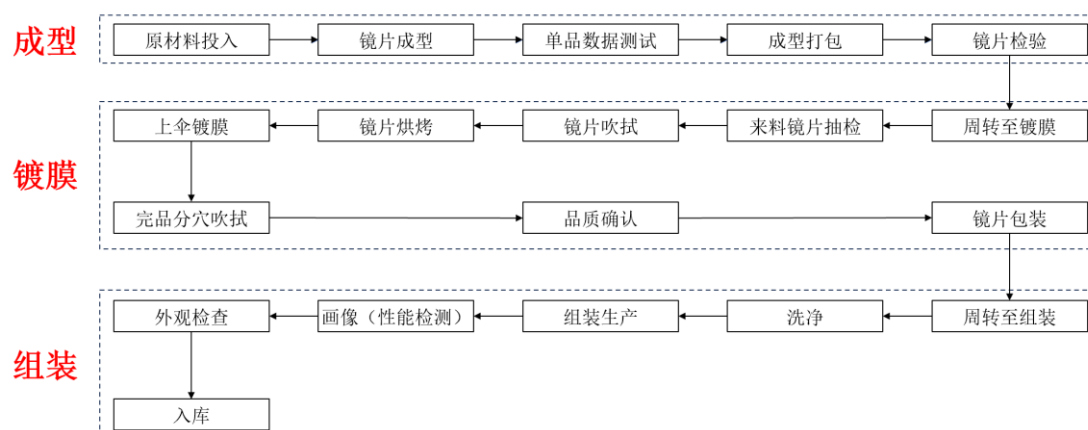 成型
原材料投入
镜片成型
单品数据测试
成型打包
镜片检验
镀膜
上伞镀膜
镜片烘烤
镜片吹拭
来料镜片抽检
周转至镀膜
完品分穴吹拭
品质确认
镜片包装
组装
外观检查
画像（性能检测）
组装生产
洗净
周转至组装
入库